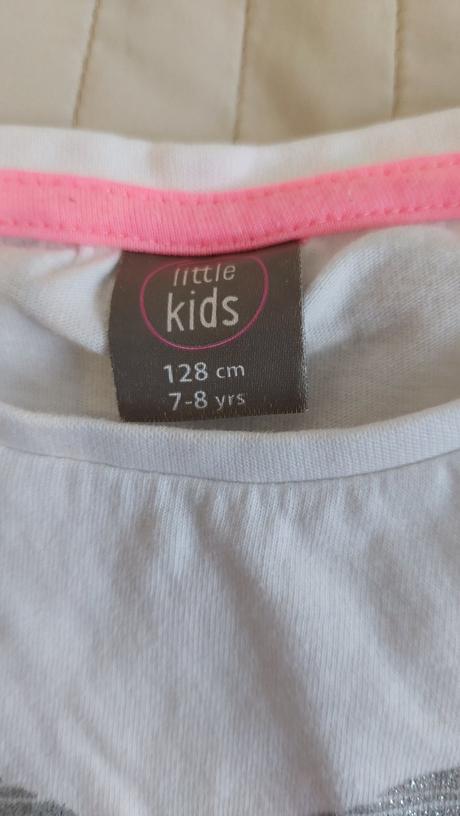 little
kids
128 cm
7-8 yrs